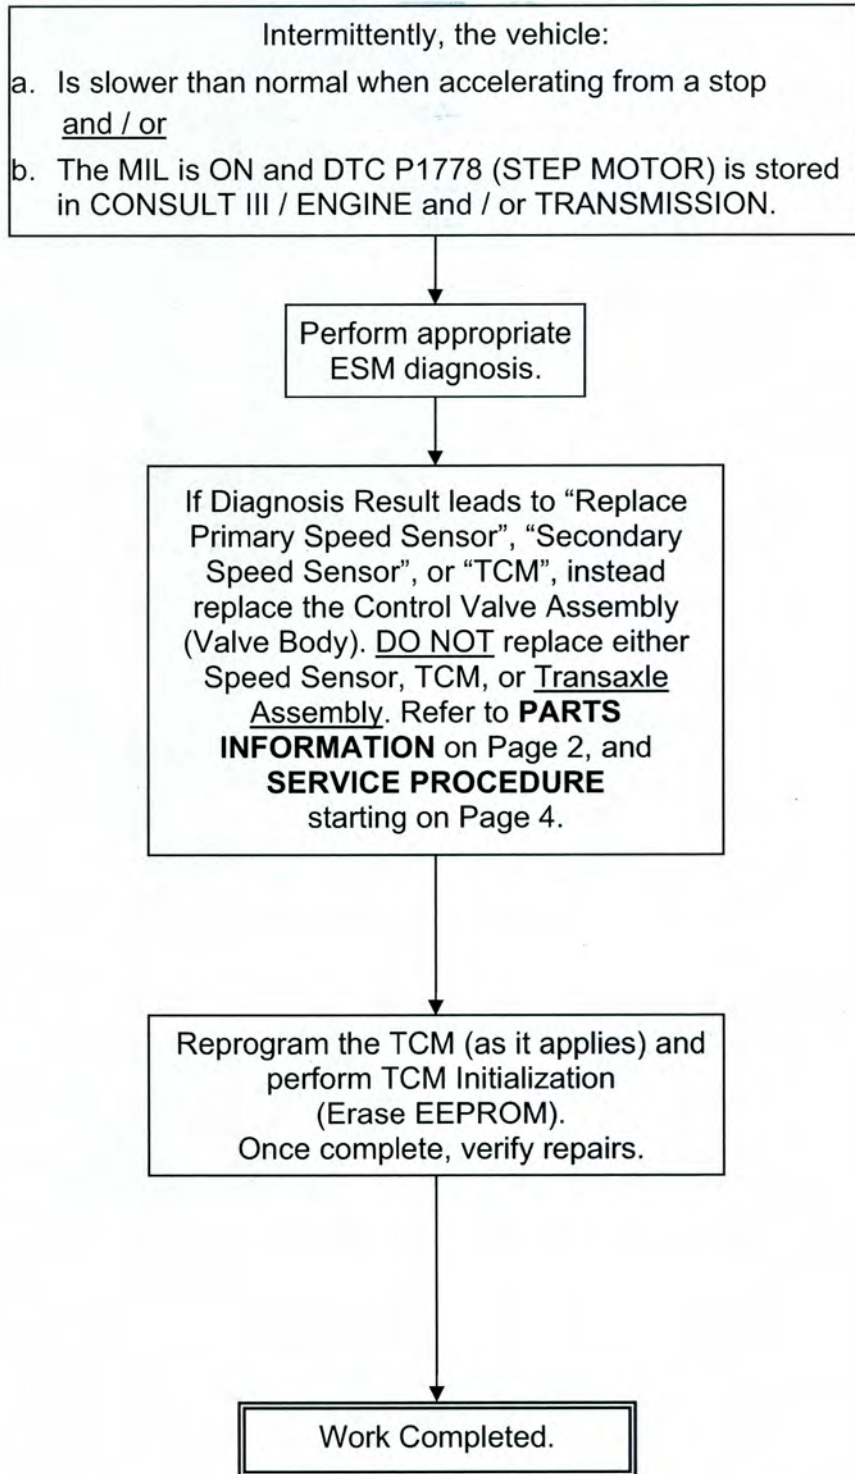 Intermittently, the vehicle:
a. Is slower than normal when accelerating from a stop
and / or
b. The MIL is ON and DTC P1778 (STEP MOTOR) is stored
in CONSULT III / ENGINE and / or TRANSMISSION.
Perform appropriate
ESM diagnosis.
If Diagnosis Result leads to “Replace
Primary Speed Sensor”, “Secondary
Speed Sensor”, or “TCM”, instead
replace the Control Valve Assembly
(Valve Body). DO NOT replace either
Speed Sensor, TCM, or Transaxle
Assembly. Refer to PARTS
INFORMATION on Page 2, and
SERVICE PROCEDURE
starting on Page 4.
Reprogram the TCM (as it applies) and
perform TCM Initialization
(Erase EEPROM).
Once complete, verify repairs.
Work Completed.